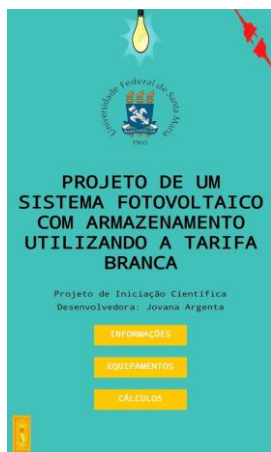 Universidade Federal de Santa Maria
1960
PROJETO DE UM
SISTEMA FOTOVOLTAICO
COM ARMAZENAMENTO
UTILIZANDO A TARIFA
BRANCA
Projeto de Iniciação Científica
Desenvolvedora: Jovana Argenta
INFORMAÇÕES
EQUIPAMENTOS
CÁLCULOS